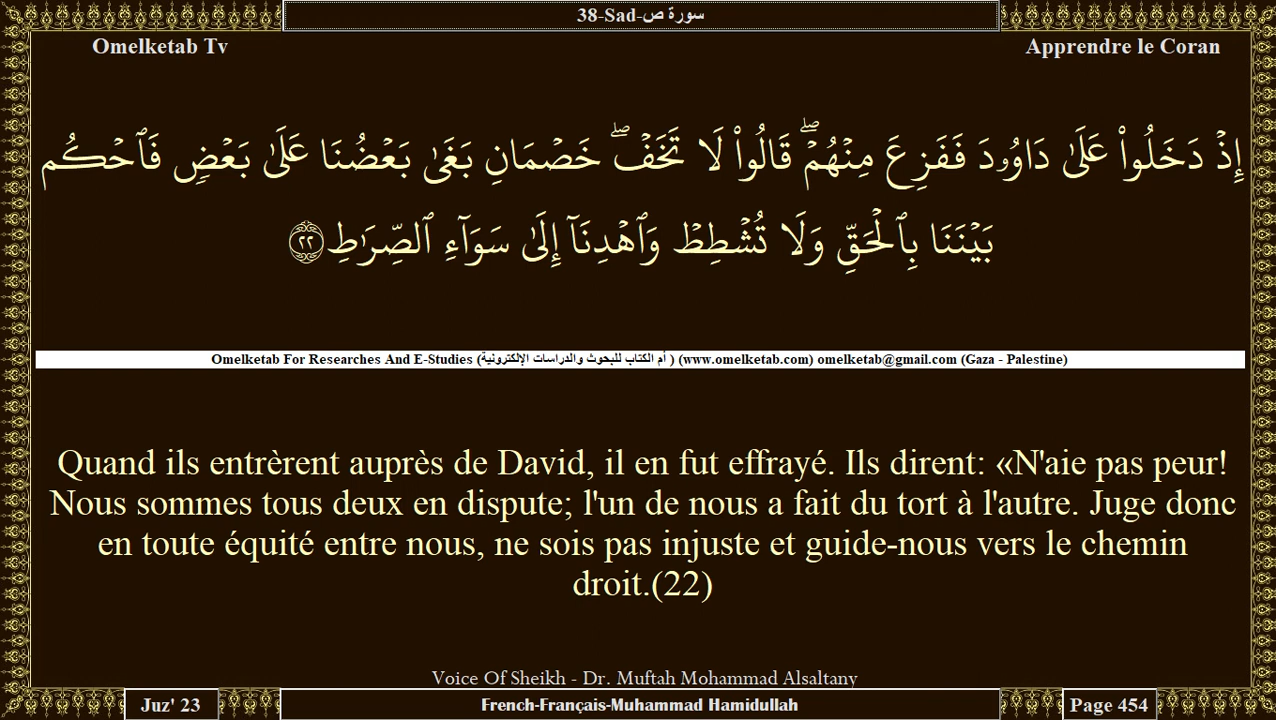 38-Sad-سورة ص
Omelketab Tv
Apprendre le Coran
إِذۡ دَخَلُواْ عَلَىٰ دَاوُۥدَ فَفَزِعَ مِنۡهُمۡۖ قَالُواْ لَا تَخَفۡۖ خَصۡمَانِ بَغَىٰ بَعۡضُنَا عَلَىٰ بَعۡضٖ فَٱحۡكُم
بَيۡنَنَا بِٱلۡحَقِّ وَلَا تُشۡطِطۡ وَٱهۡدِنَآ إِلَىٰ سَوَآءِ ٱلصِّرَٰطِ ٢٢
Omelketab For Researches And E-Studies (أم الكتاب للبحوث والدراسات الإلكترونية ) (www.omelketab.com) omelketab@gmail.com (Gaza - Palestine)
Quand ils entrèrent auprès de David, il en fut effrayé. Ils dirent: «N'aie pas peur!
Nous sommes tous deux en dispute; l'un de nous a fait du tort à l'autre. Juge donc
en toute équité entre nous, ne sois pas injuste et guide-nous vers le chemin
droit.(22)
Voice Of Sheikh - Dr. Muftah Mohammad Alsaltany
Juz' 23
French-Français-Muhammad Hamidullah
Page 454